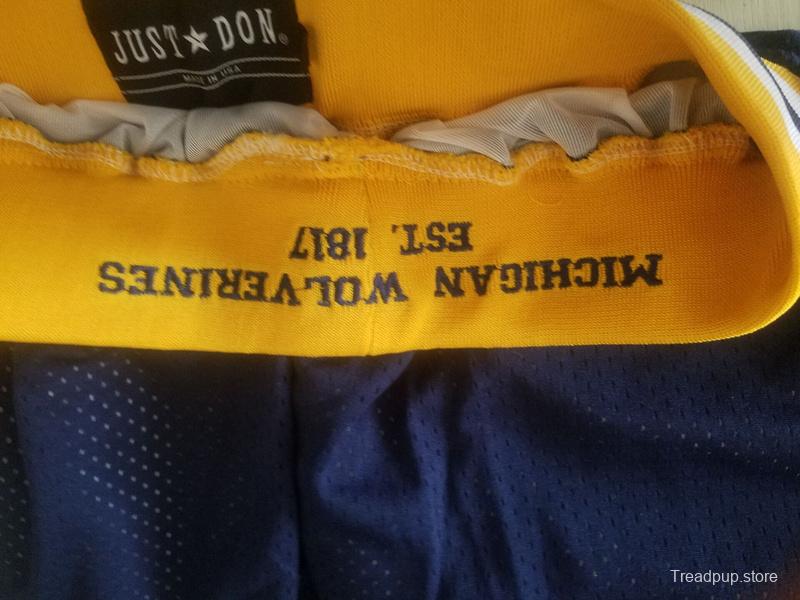 JUST★DON®
MADE IN USA
MICHIGAN WOLVERINES
EST. 1817
Treadpup.store